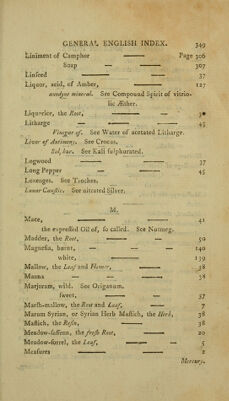 GENERAL ENGLISH INDEX. 349
Liniment of Camphor — Page 306
Soap — — 307
Linſeed — 37
Liquor, acid, of Amber, — 127
anodyne mineral. See Compound Spirit of vitrio-
lic Æther.
Liquorice, the Root, — —
Litharge — — 45
Vinegar of. See Water of acetated Litharge.
Liver of Antimony. See Crocus.
Sulphur. See Kali ſulphurated.
Logwood — 37
Long Pepper — — 45
Lozenges. See Troches.
Lunar Cauſtic. See nitrated Silver.
M.
Mace, — — 41
the expreſſed Oil of, ſo called. See Nutmeg.
Madder, the Root, — — 50
Magneſia, burnt, — — 140
white, — 139
Mallow, the Leaf and Flower, — 38
Manna — — 38
Marjoram, wild. See Origanum.
ſweet, — — 37
Marſh-mallow, the Root and Leaf, — 7
Marum Syrian, or Syrian Herb Maſtich, the Herb, 38
Maſtich, the Reſin, — 38
Meadow-ſaffron, the freſh Root, — 20
Meadow-ſorrel, the Leaf, — — 5
Meaſures — — 2
Mercury,